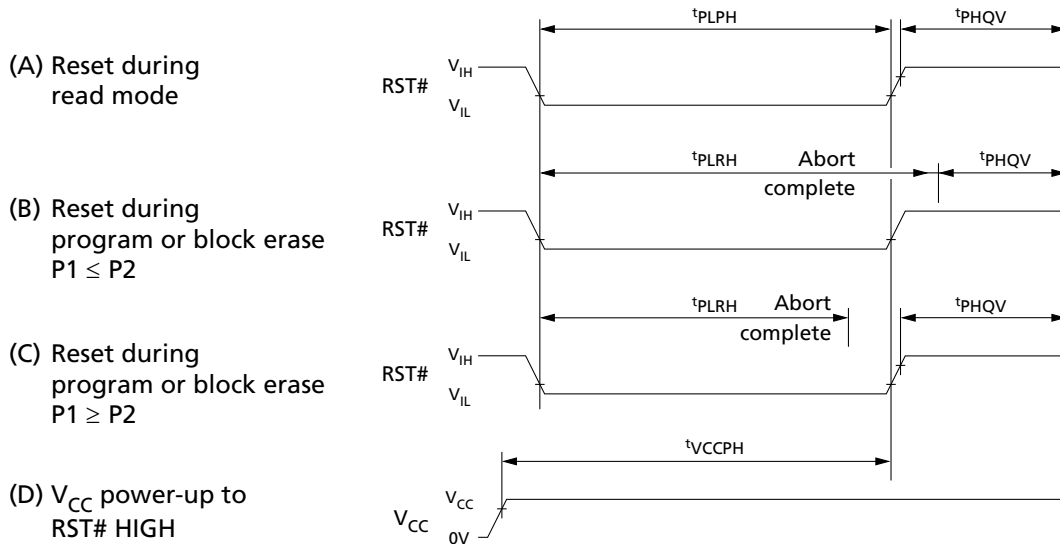 tPLPH
tPHQV
(A) Reset during
read mode
RST#
VIH
VIL
tPLRH
Abort
complete
tPHQV
(B) Reset during
program or block erase
P1 ≤ P2
RST#
VIH
VIL
tPLRH
Abort
complete
tPHQV
(C) Reset during
program or block erase
P1 ≥ P2
RST#
VIH
VIL
tVCCPH
(D) VCC power-up to
RST# HIGH
VCC
VCC
0V